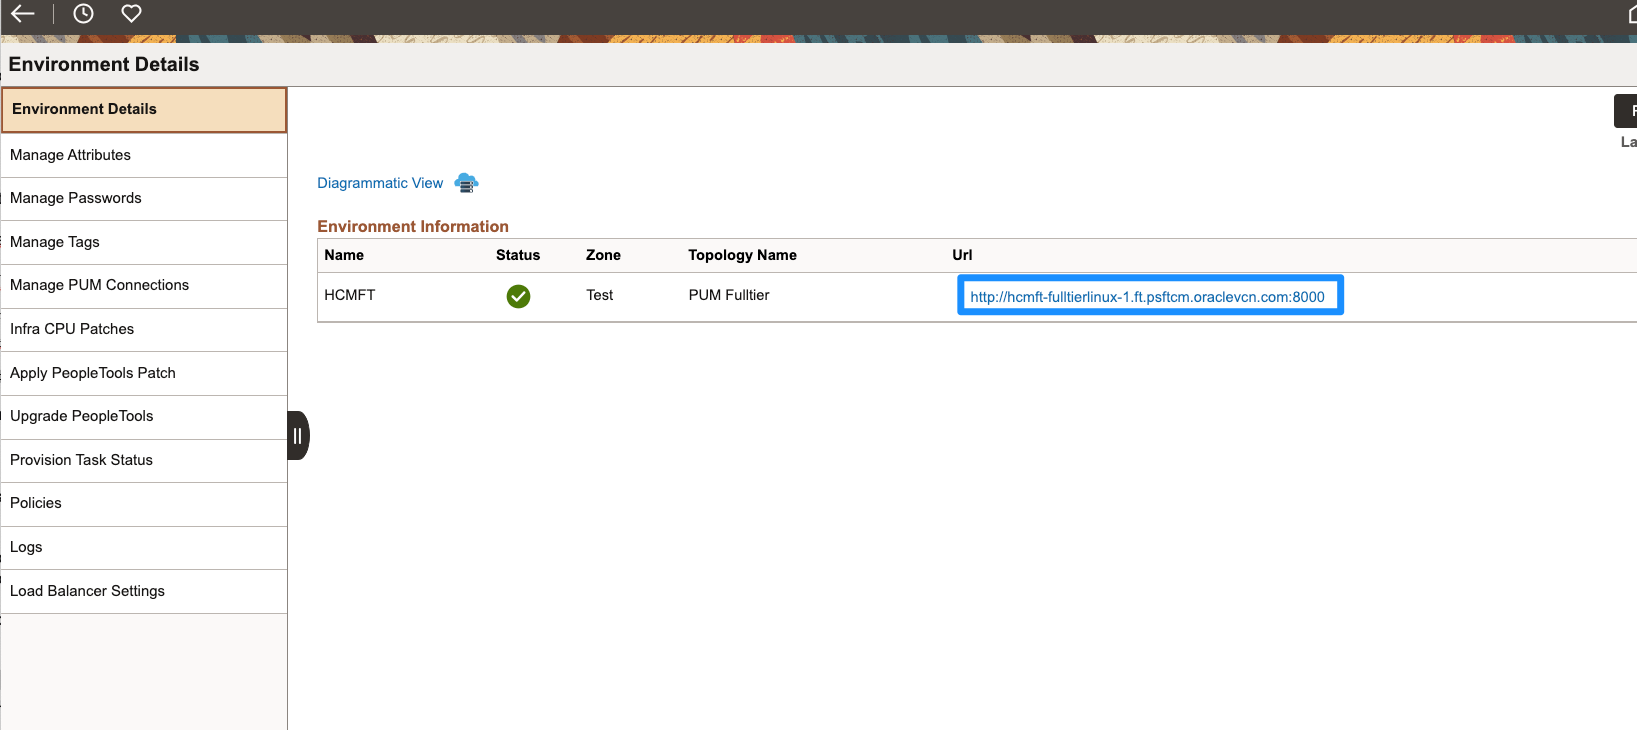 Environment Details
Environment Details
Manage Attributes
Manage Passwords
Manage Tags
Manage PUM Connections
Infra CPU Patches
Apply PeopleTools Patch
Upgrade PeopleTools
Provision Task Status
Policies
Logs
Load Balancer Settings
Diagrammatic View
Environment Information
Name Status Zone Topology Name Url
HCMFT Test PUM Fulltier http://hcmft-fulltierlinux-1.ft.psftcm.oraclevcn.com:8000